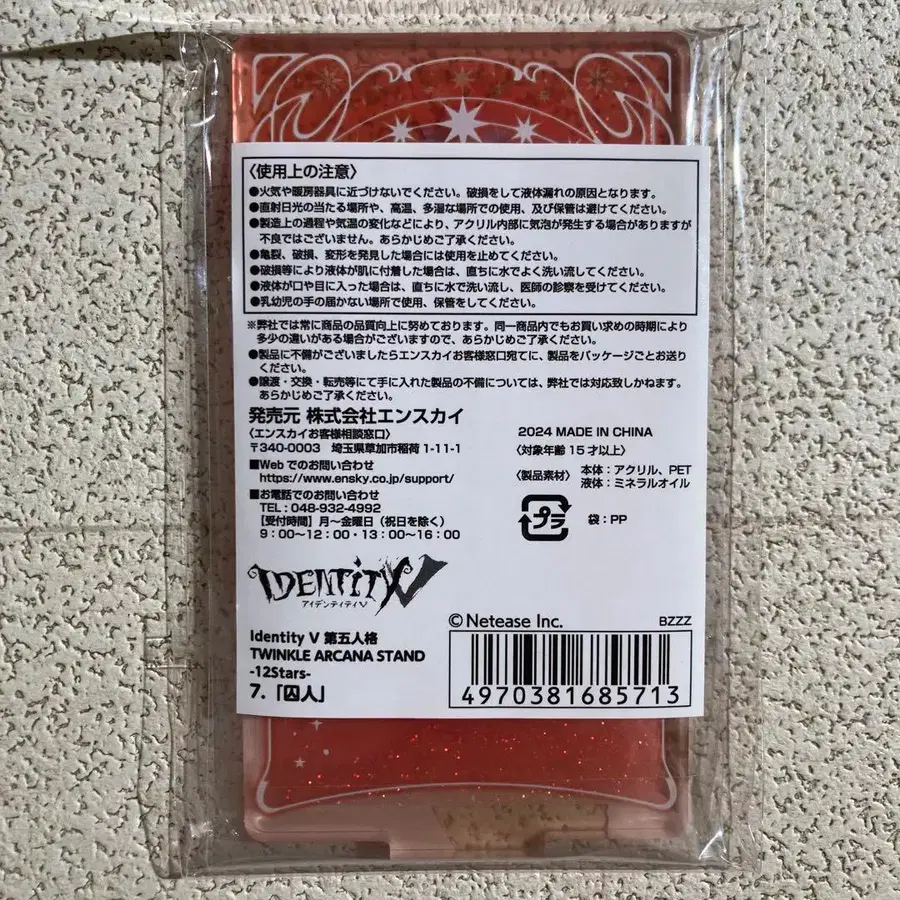 〈使用上の注意〉
●火気や暖房器具に近づけないでください。破損をして液体漏れの原因となります。
●直射日光の当たる場所や、高温、多湿な場所での使用、及び保管は避けてください。
●製造上の過程や気温の変化などにより、アクリル内部に気泡が発生する場合がありますが
不良ではございません。あらかじめご了承ください。
●亀裂、破損、変形を発見した場合には使用を止めてください。
●破損等により液体が肌に付着した場合は、直ちに水でよく洗い流してください。
●液体が口や目に入った場合は、直ちに水で洗い流し、医師の診察を受けてください。
●乳幼児の手の届かない場所で使用、保管をしてください。
※弊社では常に商品の品質向上に努めております。同一商品内でもお買い求めの時期により
多少の違いがある場合がございますので、あらかじめご了承ください。
●製品に不備がございましたらエンスカイお客様窓口宛てに、製品をパッケージごとお送り
ください。
●譲渡・交換・転売等にて手に入れた製品の不備については、弊社では対応致しかねます。
あらかじめご了承ください。
発売元 株式会社エンスカイ
〈エンスカイお客様相談窓口〉
〒340-0003 埼玉県草加市稲荷 1-11-1
■Web でのお問い合わせ
https://www.ensky.co.jp/support/
■お電話でのお問い合わせ
TEL : 048-932-4992
【受付時間】月〜金曜日（祝日を除く）
9：00〜12：00・13：00〜16：00
2024 MADE IN CHINA
〈対象年齢 15 才以上〉
〈製品素材〉 本体：アクリル、PET
液体：ミネラルオイル
プラ 袋：PP
IDENTITY V
アイデンティティV
Identity V 第五人格
TWINKLE ARCANA STAND
-12Stars-
7.「囚人」
©Netease Inc.
BZZZ
4970381685713